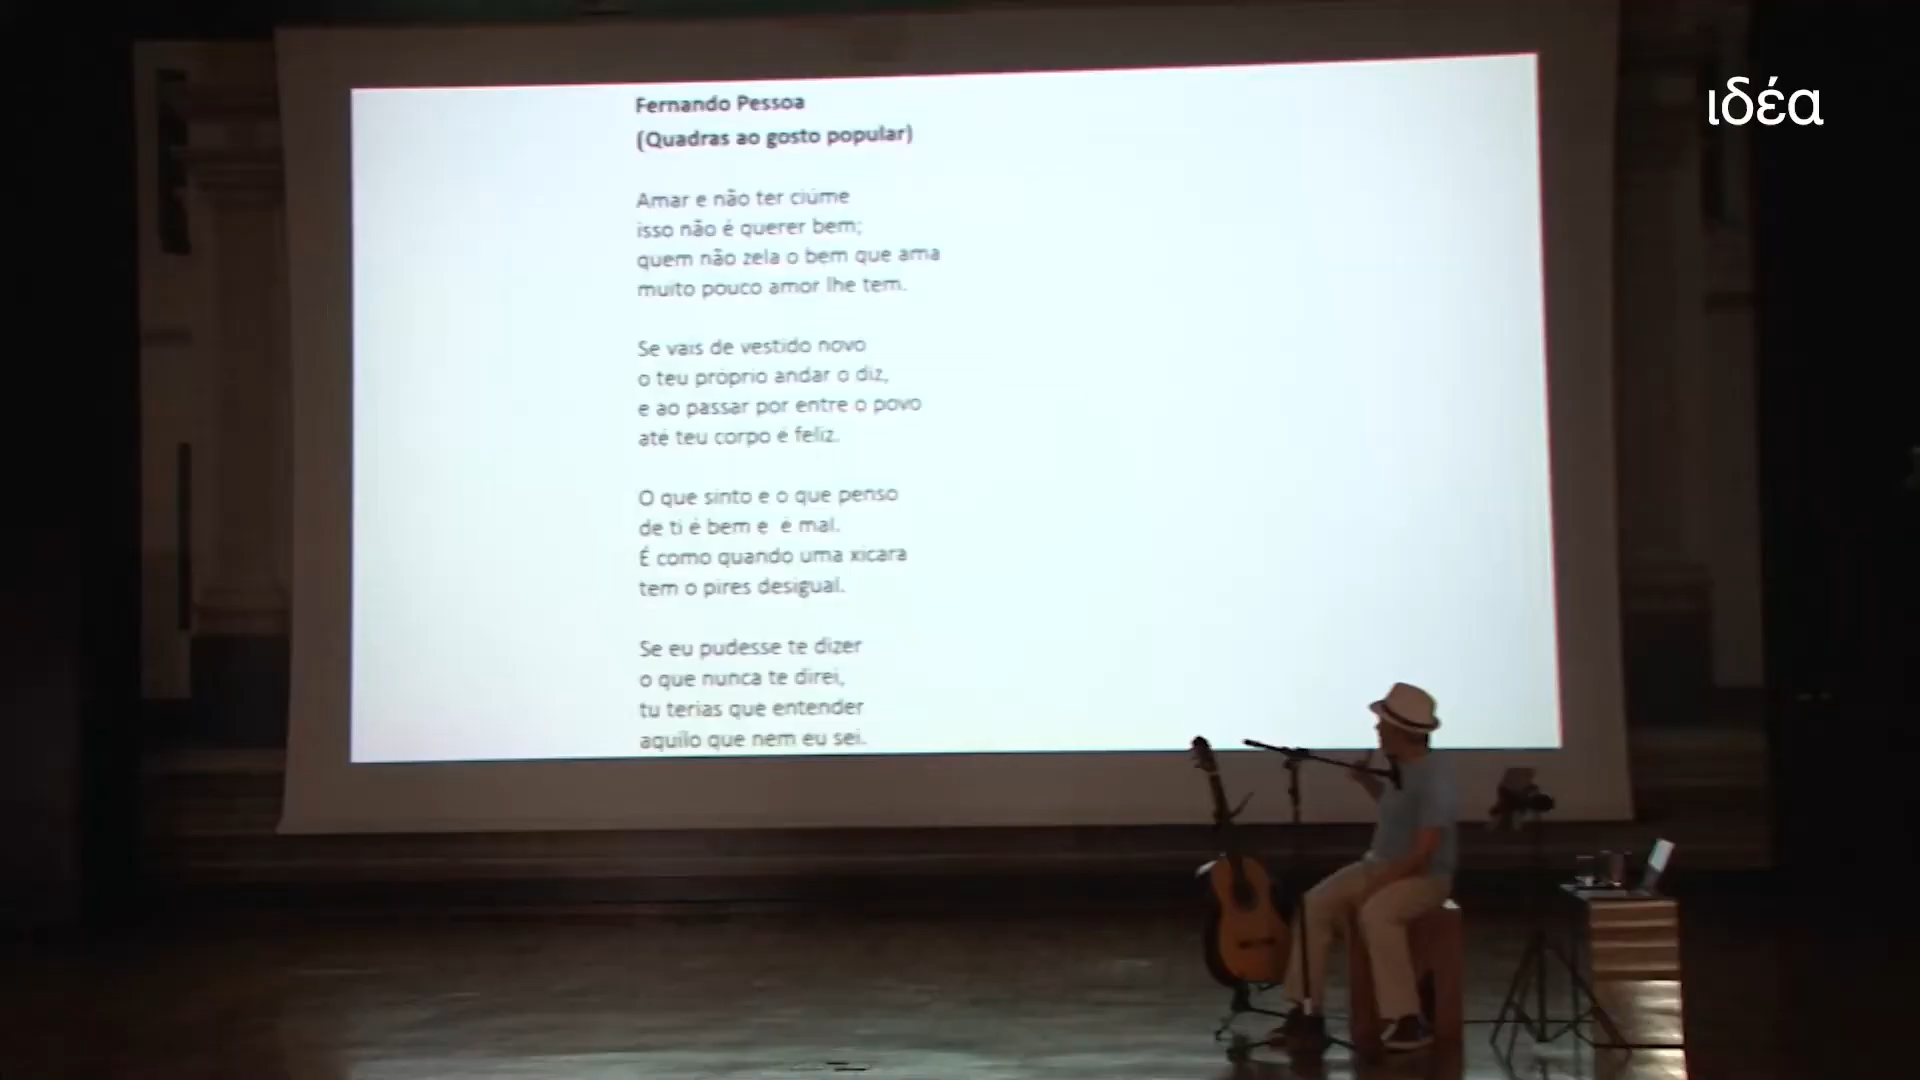 Fernando Pessoa
(Quadras ao gosto popular)
Amar e não ter ciúme
isso não é querer bem;
quem não zela o bem que ama
muito pouco amor lhe tem.
Se vais de vestido novo
o teu próprio andar o diz,
e ao passar por entre o povo
até teu corpo é feliz.
O que sinto e o que penso
de ti é bem e é mal.
É como quando uma xícara
tem o pires desigual.
Se eu pudesse te dizer
o que nunca te direi,
tu terias que entender
aquilo que nem eu sei.
ιδέα